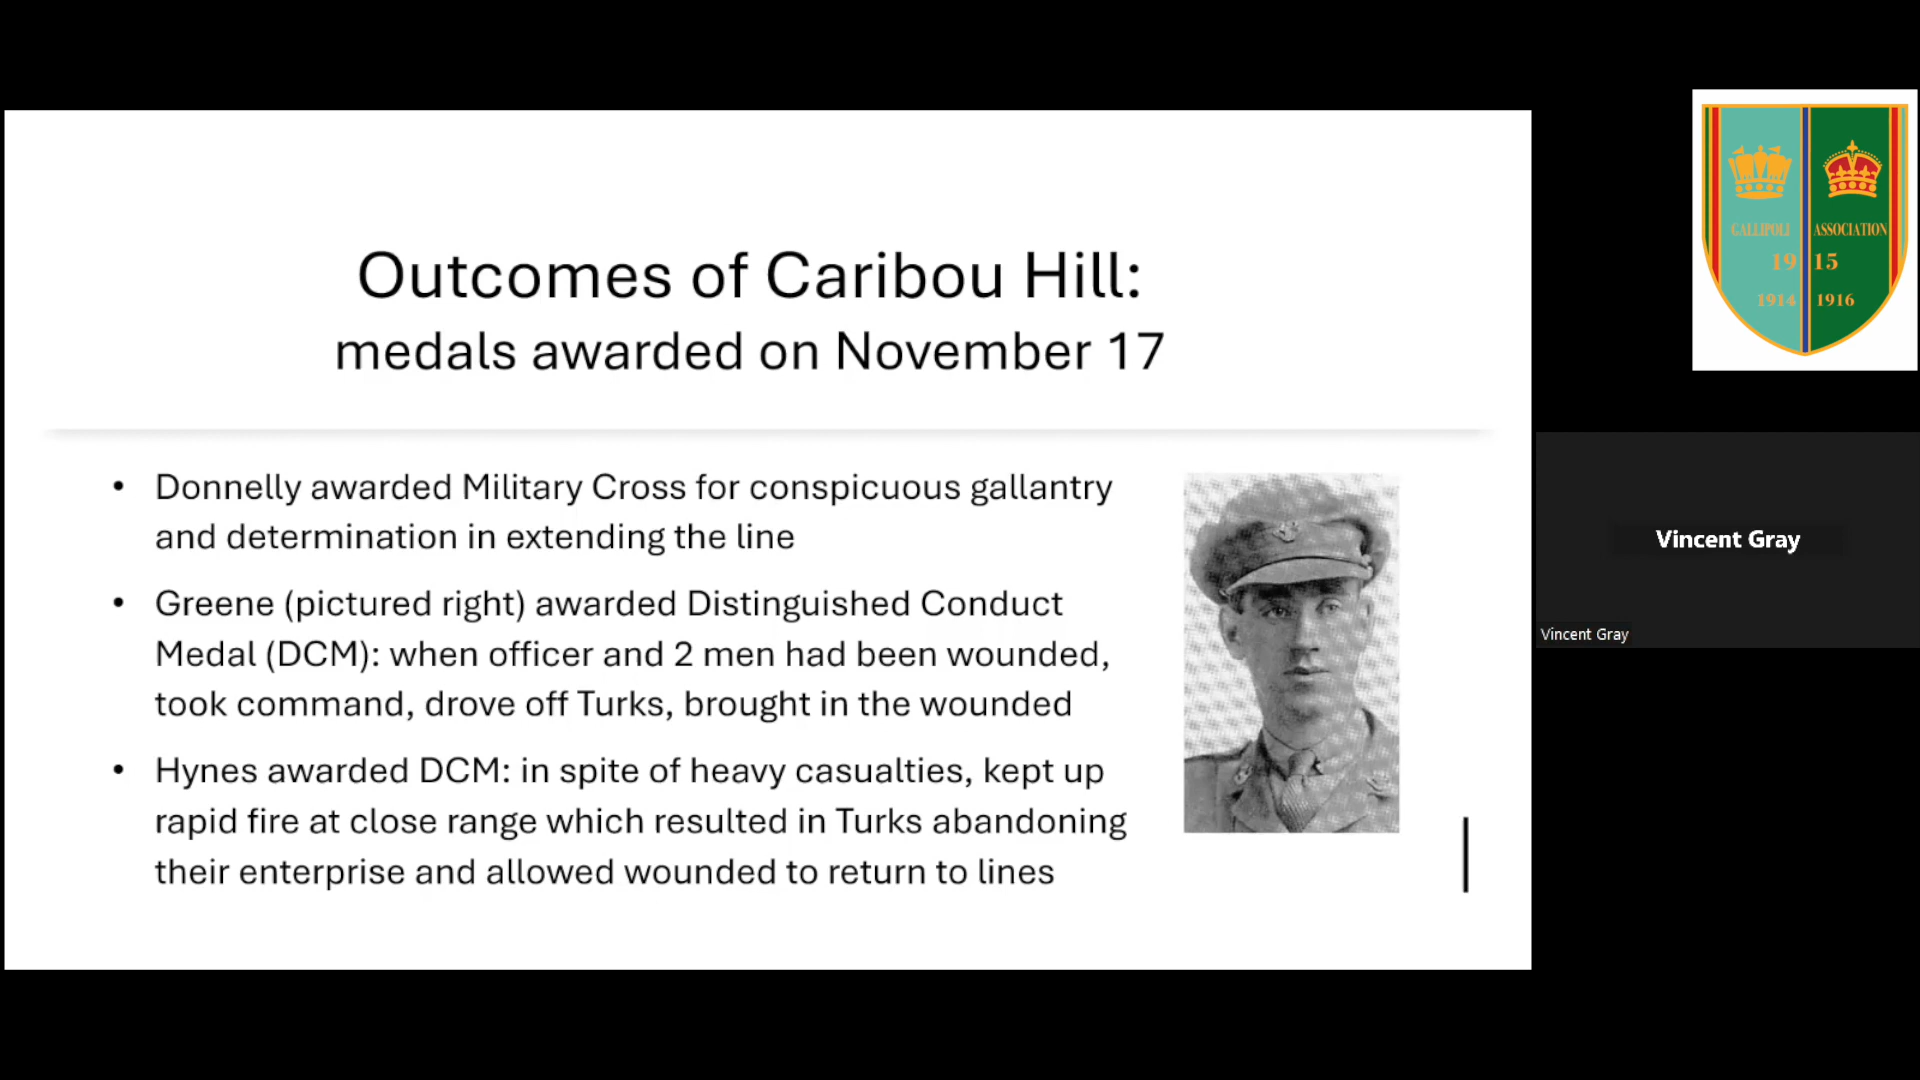 Outcomes of Caribou Hill:
medals awarded on November 17
• Donnelly awarded Military Cross for conspicuous gallantry
and determination in extending the line
• Greene (pictured right) awarded Distinguished Conduct
Medal (DCM): when officer and 2 men had been wounded,
took command, drove off Turks, brought in the wounded
• Hynes awarded DCM: in spite of heavy casualties, kept up
rapid fire at close range which resulted in Turks abandoning
their enterprise and allowed wounded to return to lines
GALLIPOLI ASSOCIATION
19 15
1914 1916
Vincent Gray
Vincent Gray